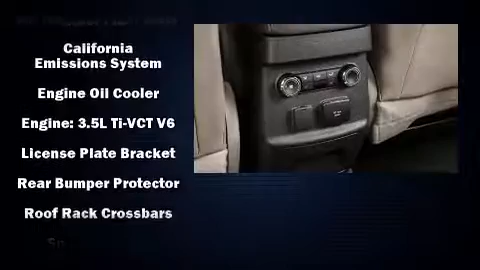 California
Emissions System
Engine Oil Cooler
Engine: 3.5L Ti-VCT V6
License Plate Bracket
Rear Bumper Protector
Roof Rack Crossbars